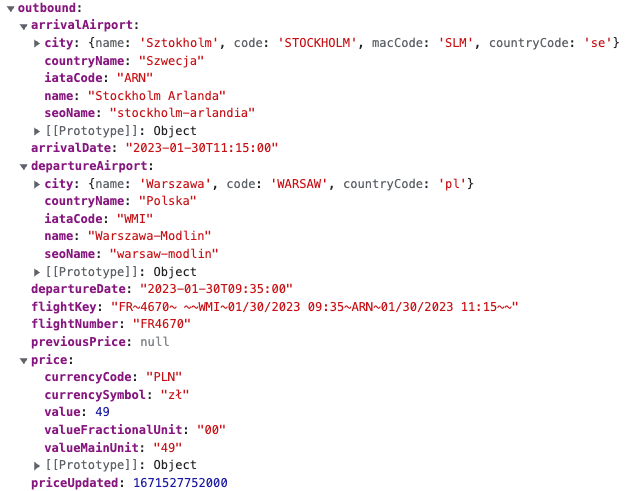 outbound:
arrivalAirport:
city: {name: 'Sztokholm', code: 'STOCKHOLM', macCode: 'SLM', countryCode: 'se'}
countryName: "Szwecja"
iataCode: "ARN"
name: "Stockholm Arlanda"
seoName: "stockholm-arlandia"
[[Prototype]]: Object
arrivalDate: "2023-01-30T11:15:00"
departureAirport:
city: {name: 'Warszawa', code: 'WARSAW', countryCode: 'pl'}
countryName: "Polska"
iataCode: "WMI"
name: "Warszawa-Modlin"
seoName: "warsaw-modlin"
[[Prototype]]: Object
departureDate: "2023-01-30T09:35:00"
flightKey: "FR~4670~ ~~WMI~01/30/2023 09:35~ARN~01/30/2023 11:15~~"
flightNumber: "FR4670"
previousPrice: null
price:
currencyCode: "PLN"
currencySymbol: "zł"
value: 49
valueFractionalUnit: "00"
valueMainUnit: "49"
[[Prototype]]: Object
priceUpdated: 1671527752000